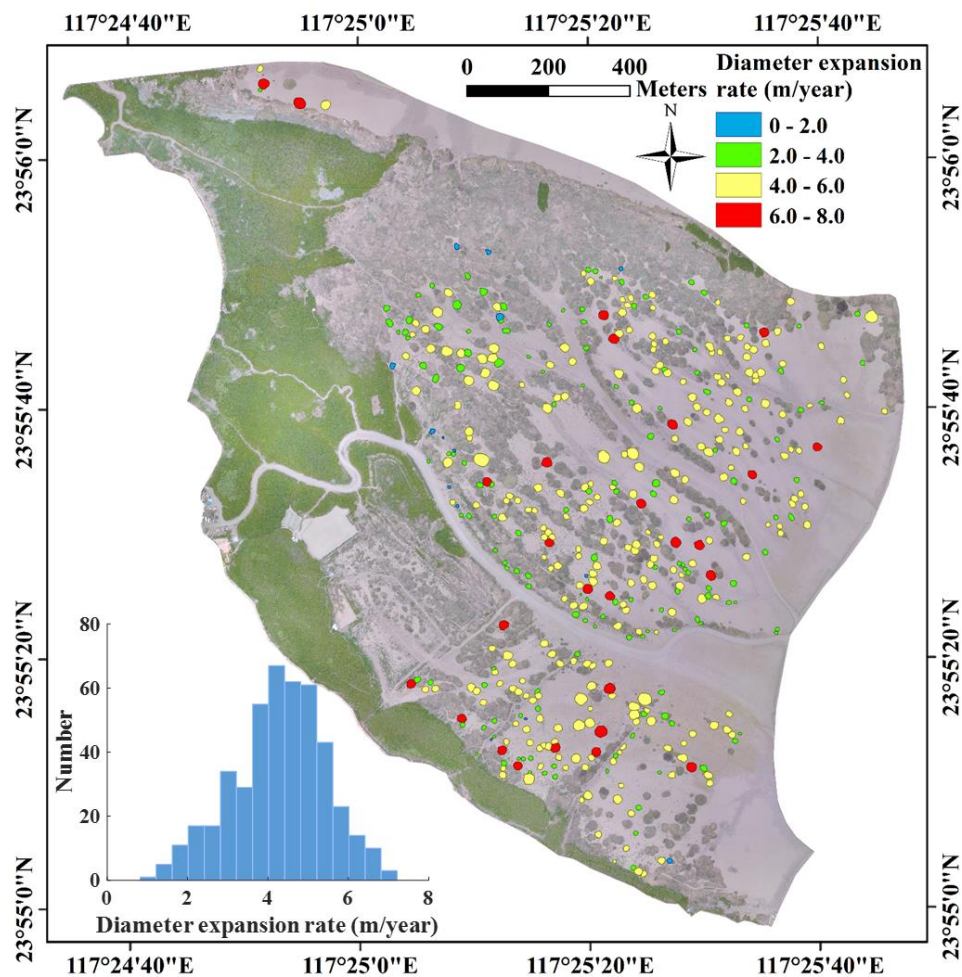 117°24'40"E 117°25'0"E 117°25'20"E 117°25'40"E
0 200 400
Meters
Diameter expansion
rate (m/year)
N
0 - 2.0
2.0 - 4.0
4.0 - 6.0
6.0 - 8.0
23°56'0"N
23°55'40"N
23°55'20"N
23°55'0"N
23°56'0"N
23°55'40"N
23°55'20"N
23°55'0"N
80
60
40
20
0
Number
0 2 4 6 8
Diameter expansion rate (m/year)
117°24'40"E 117°25'0"E 117°25'20"E 117°25'40"E